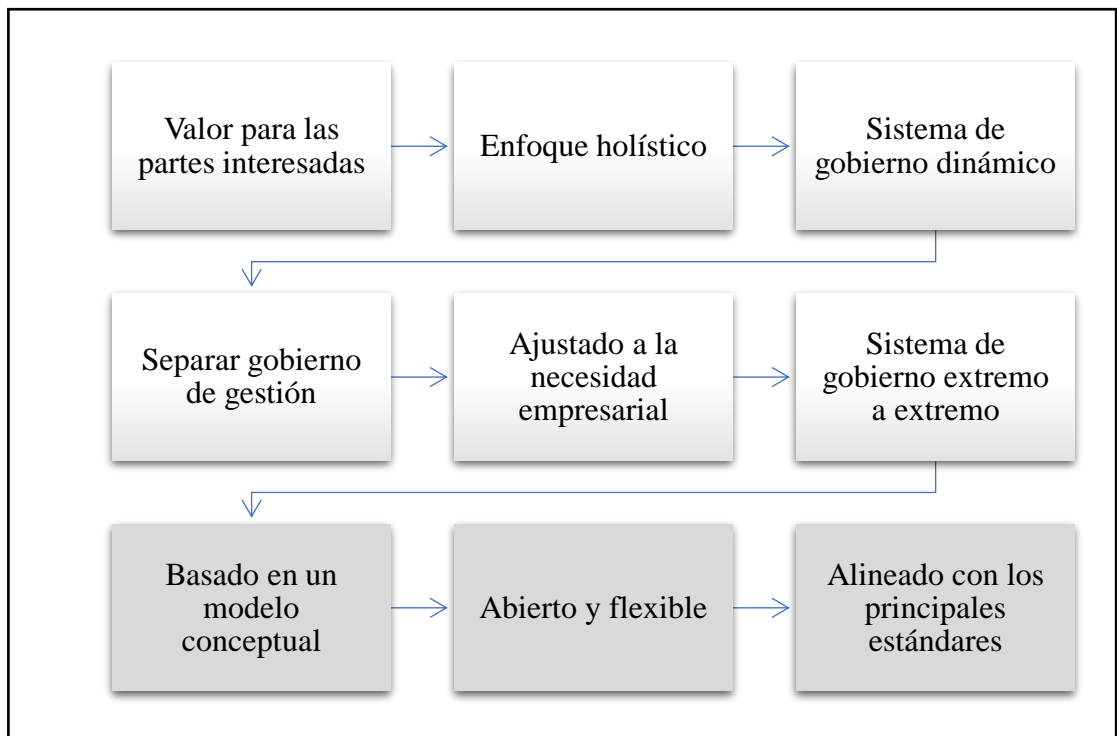 Valor para las
partes interesadas
Enfoque holístico
Sistema de
gobierno dinámico
Separar gobierno
de gestión
Ajustado a la
necesidad
empresarial
Sistema de
gobierno extremo
a extremo
Basado en un
modelo
conceptual
Abierto y flexible
Alineado con los
principales
estándares